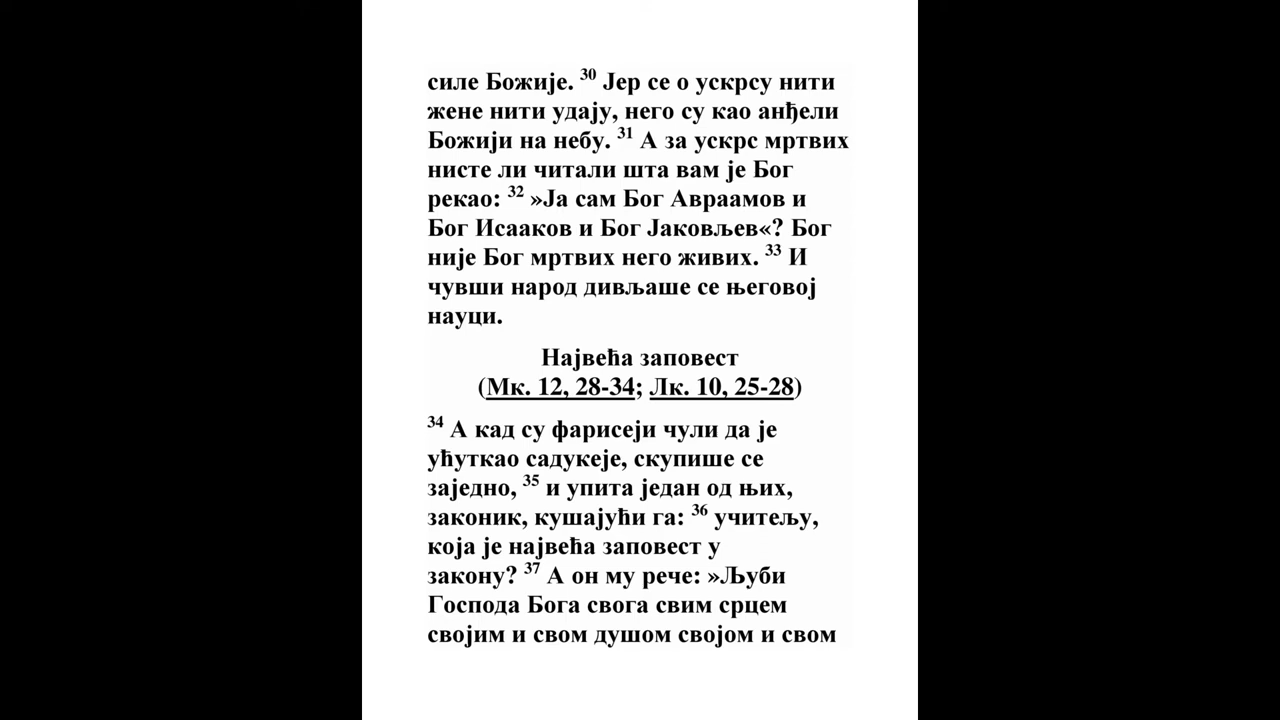 силе Божије. 30 Јер се о ускрсу нити
жене нити удају, него су као анђели
Божији на небу. 31 А за ускрс мртвих
нисте ли читали шта вам је Бог
рекао: 32 »Ја сам Бог Авраамов и
Бог Исааков и Бог Јаковљев«? Бог
није Бог мртвих него живих. 33 И
чувши народ дивљаше се његовој
науци.
Највећа заповест
(Мк. 12, 28-34; Лк. 10, 25-28)
34 А кад су фарисеји чули да је
ућуткао садукеје, скупише се
заједно, 35 и упита један од њих,
законик, кушајући га: 36 учитељу,
која је највећа заповест у
закону? 37 А он му рече: »Љуби
Господа Бога свога свим срцем
својим и свом душом својом и свом